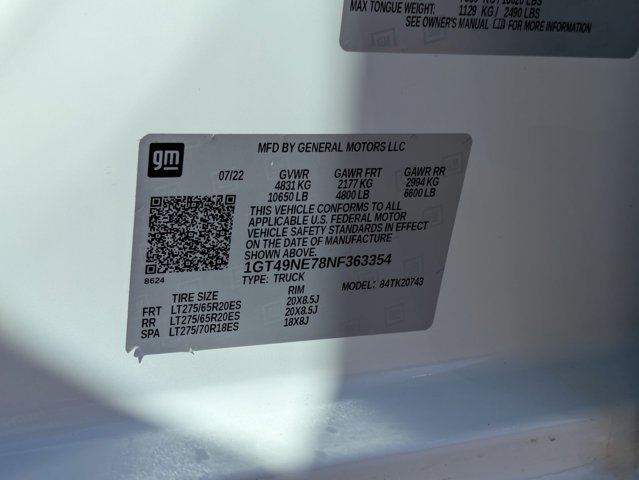 MAX TONGUE WEIGHT: 1129 KG / 2490 LBS
SEE OWNER'S MANUAL FOR MORE INFORMATION
gm
MFD BY GENERAL MOTORS LLC
07/22 GVWR GAWR FRT GAWR RR
4831 KG 2177 KG 2994 KG
10650 LB 4800 LB 6600 LB
THIS VEHICLE CONFORMS TO ALL
APPLICABLE U.S. FEDERAL MOTOR
VEHICLE SAFETY STANDARDS IN EFFECT
ON THE DATE OF MANUFACTURE
SHOWN ABOVE.
1GT49NE78NF363354
8624
TYPE: TRUCK MODEL: 84TK20743
TIRE SIZE RIM
FRT LT275/65R20ES 20X8.5J
RR LT275/65R20ES 20X8.5J
SPA LT275/70R18ES 18X8J